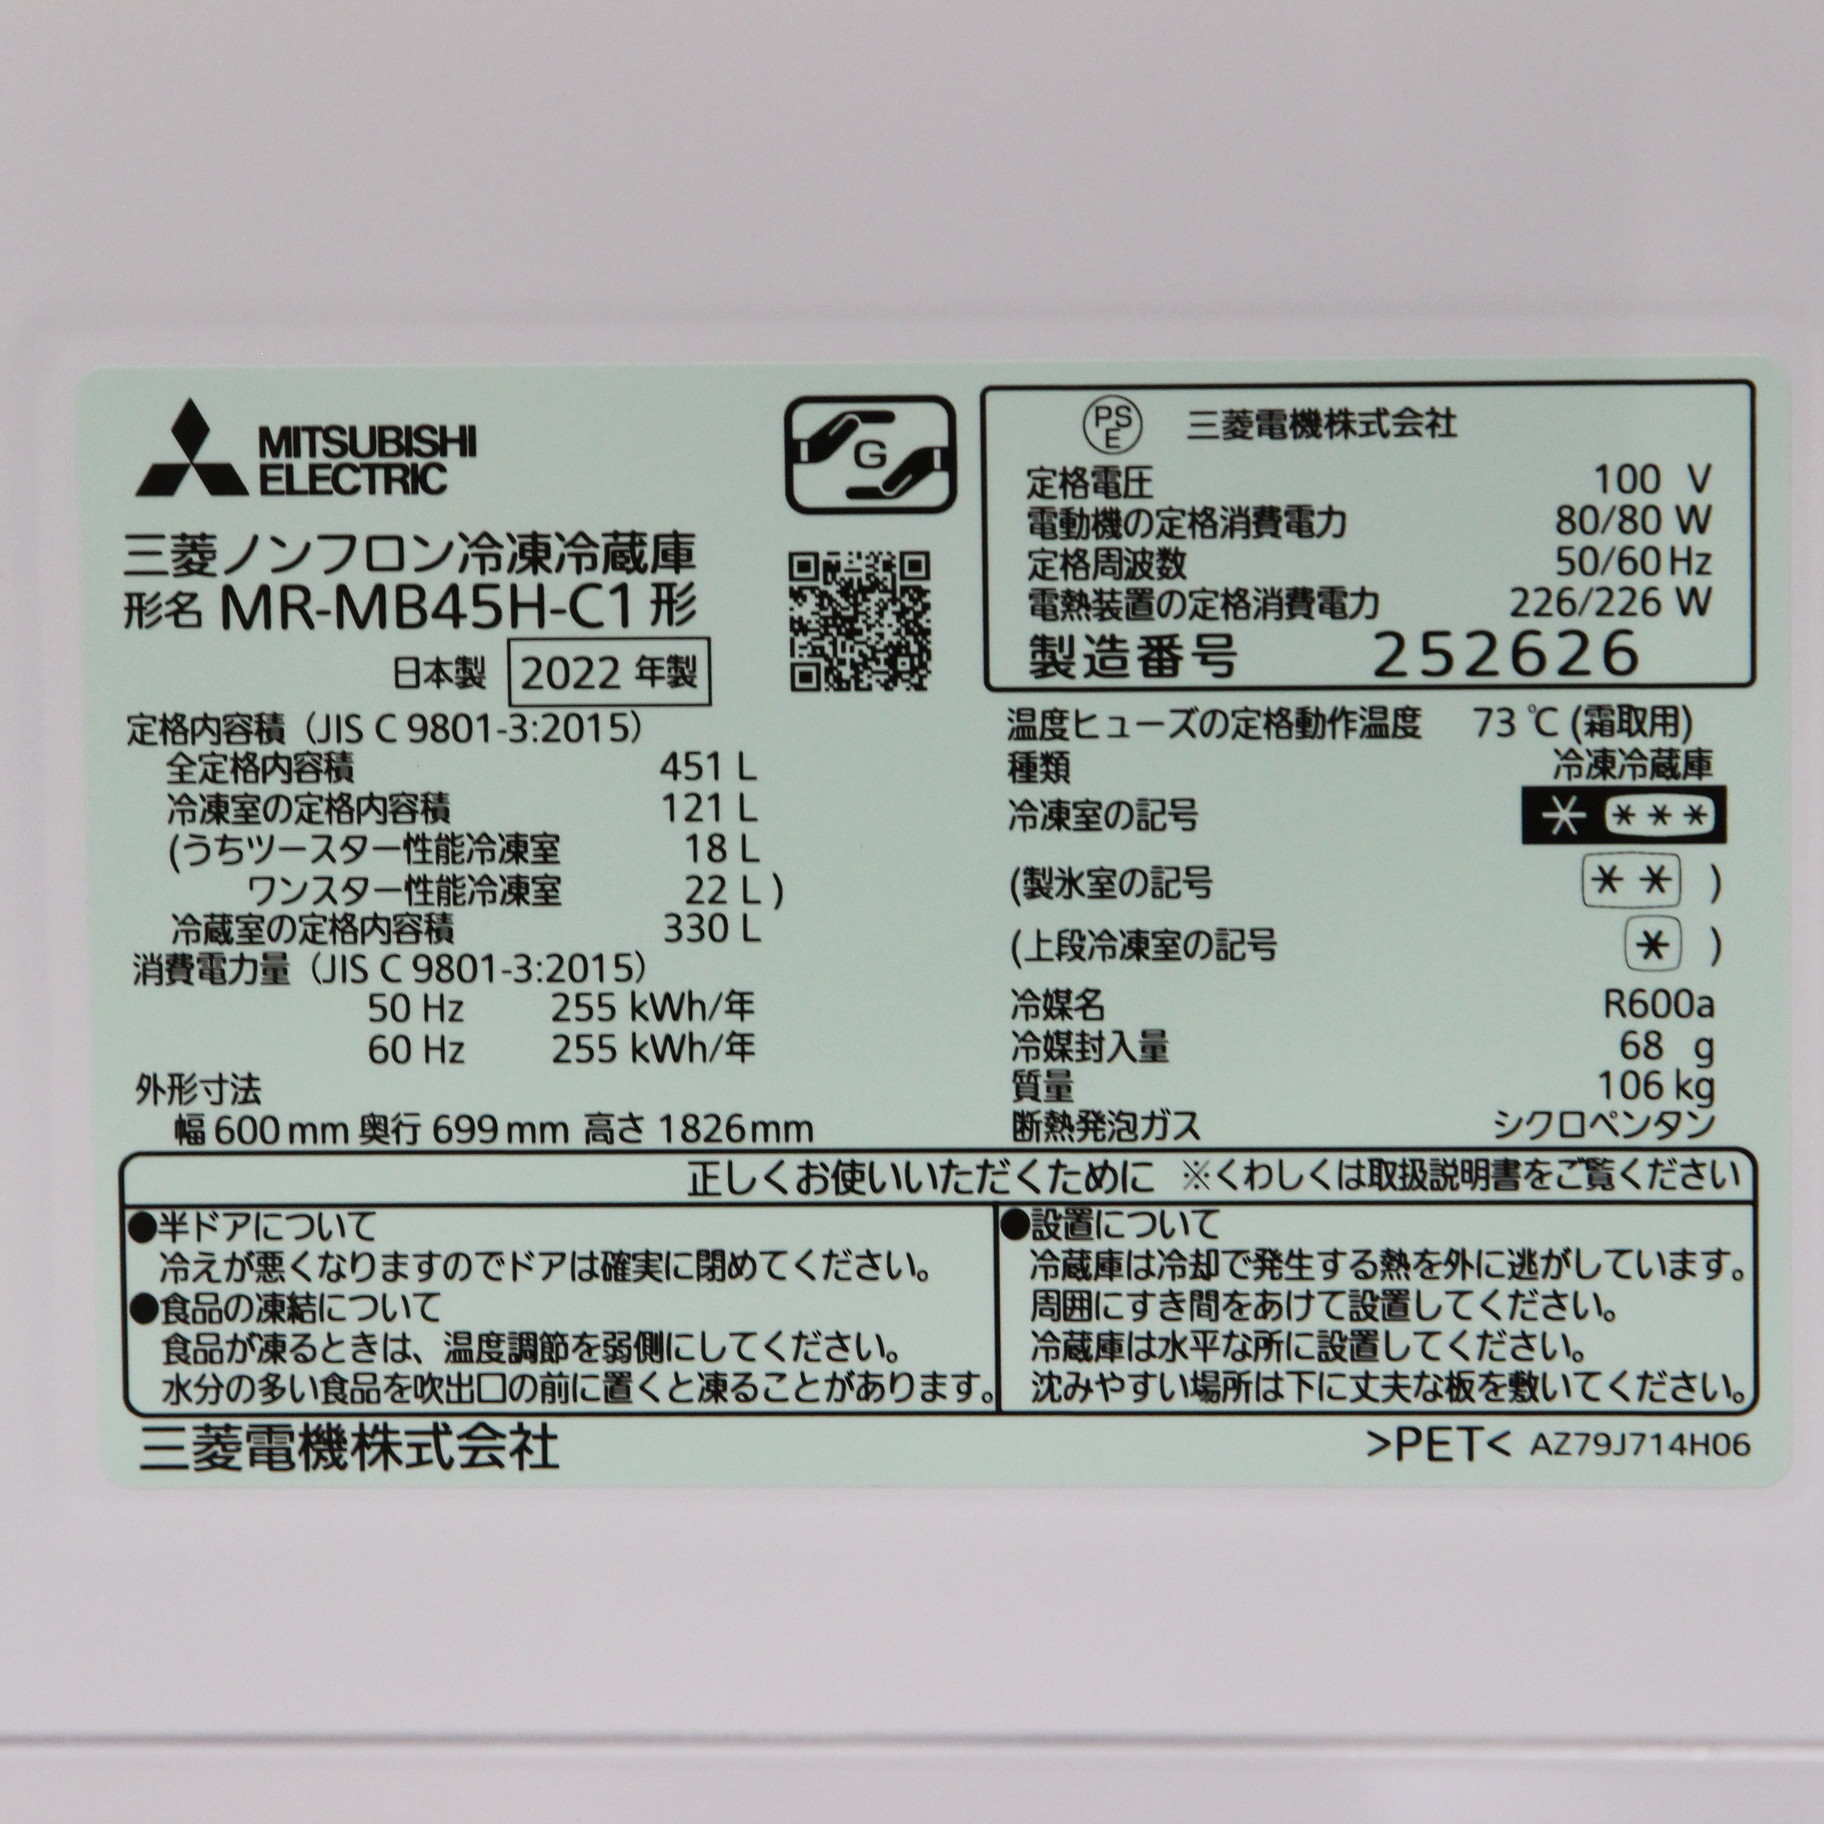 MITSUBISHI
ELECTRIC
G
三菱ノンフロン冷凍冷蔵庫
形名 MR-MB45H-C1 形
日本製 2022 年製
定格内容積（JIS C 9801-3:2015）
全定格内容積 451 L
冷凍室の定格内容積 121 L
(うちツースター性能冷凍室 18 L
ワンスター性能冷凍室 22 L )
冷蔵室の定格内容積 330 L
消費電力量（JIS C 9801-3:2015）
50 Hz 255 kWh/年
60 Hz 255 kWh/年
外形寸法
幅 600 mm 奥行 699 mm 高さ 1826 mm
PS
E
三菱電機株式会社
定格電圧 100 V
電動機の定格消費電力 80/80 W
定格周波数 50/60 Hz
電熱装置の定格消費電力 226/226 W
製造番号 252626
温度ヒューズの定格動作温度 73 ℃ (霜取用)
種類 冷凍冷蔵庫
冷凍室の記号 * ***
(製氷室の記号 ** )
(上段冷凍室の記号 * )
冷媒名 R600a
冷媒封入量 68 g
質量 106 kg
断熱発泡ガス シクロペンタン
正しくお使いいただくために ※くわしくは取扱説明書をご覧ください
●半ドアについて
冷えが悪くなりますのでドアは確実に閉めてください。
●食品の凍結について
食品が凍るときは、温度調節を弱側にしてください。
水分の多い食品を吹出口の前に置くと凍ることがあります。
●設置について
冷蔵庫は冷却で発生する熱を外に逃がしています。
周囲にすき間をあけて設置してください。
冷蔵庫は水平な所に設置してください。
沈みやすい場所は下に丈夫な板を敷いてください。
三菱電機株式会社
>PET< AZ79J714H06